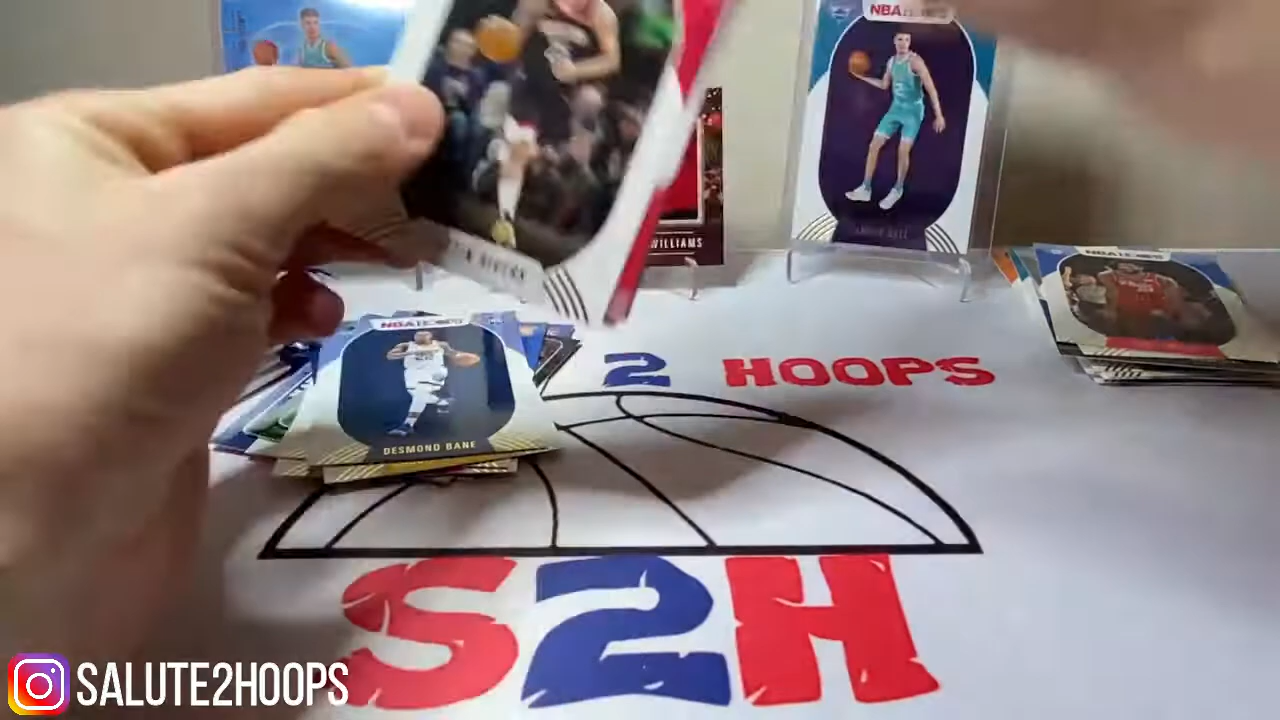 NBA HOOPS
WILLIAMS
NBA HOOPS
NBA HOOPS
DESMOND BANE
2 HOOPS
S2H
SALUTE2HOOPS